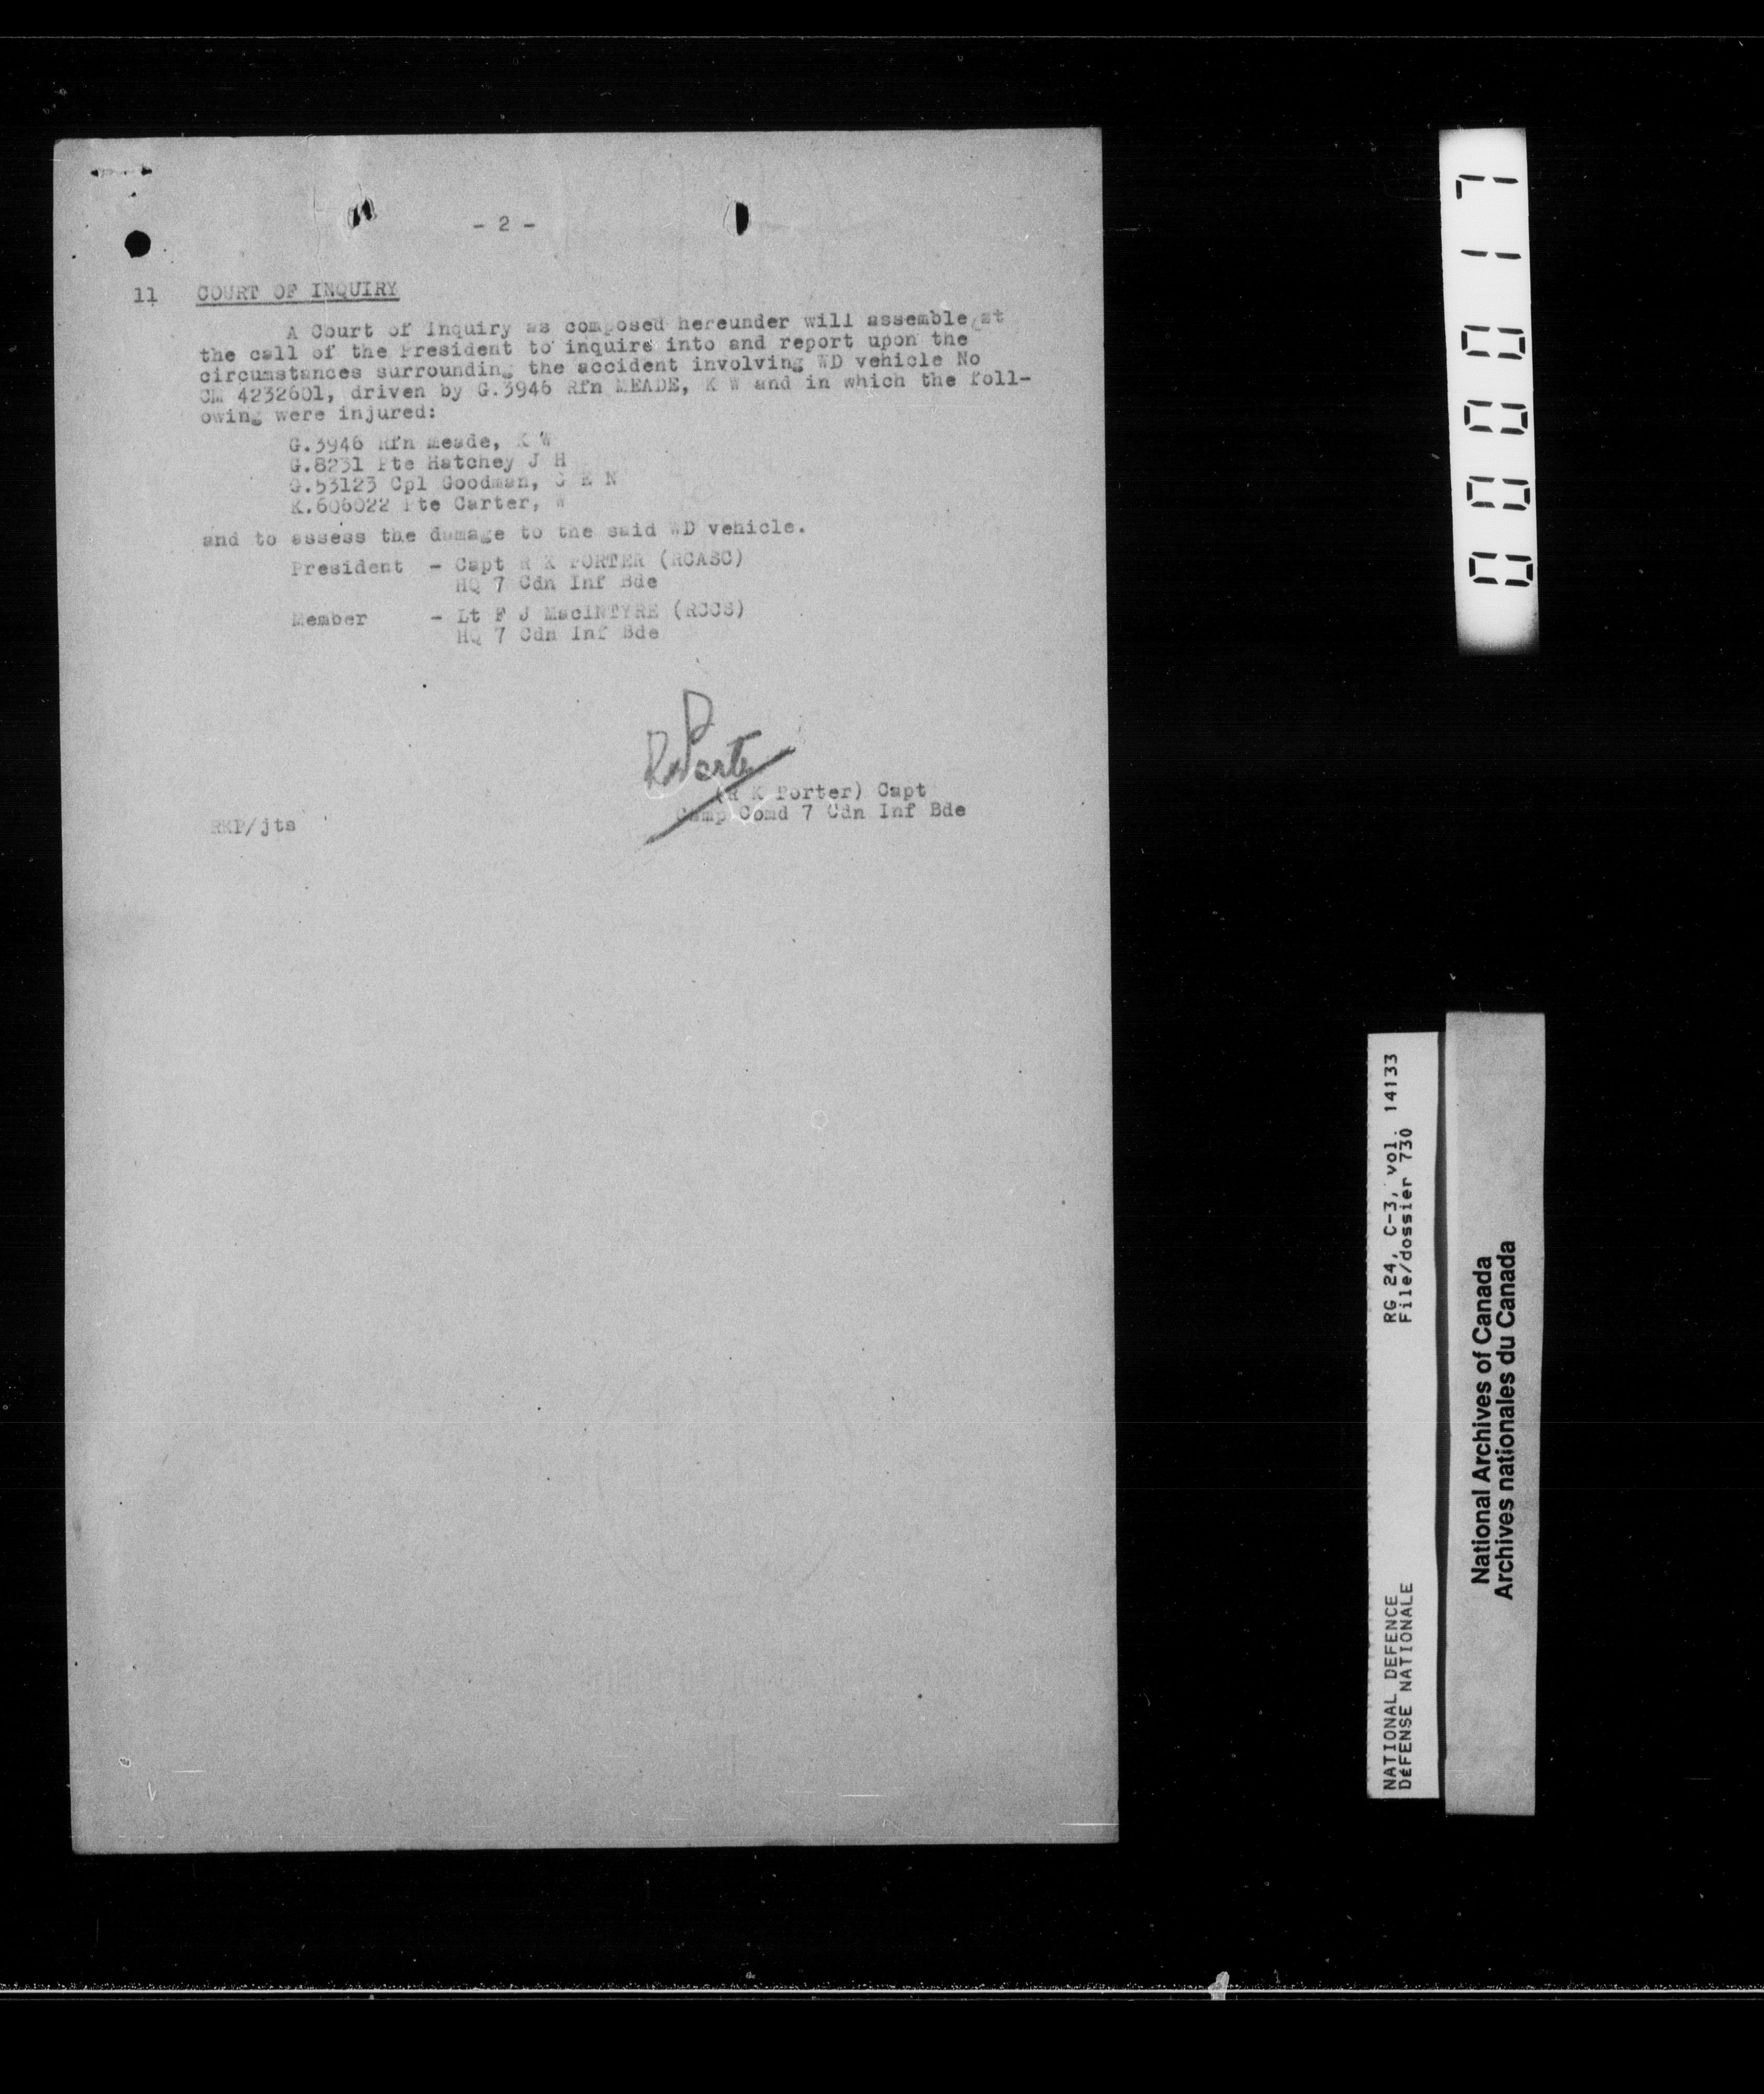 - 2 -
11 COURT OF INQUIRY
A Court of Inquiry as composed hereunder will assemble at
the call of the President to inquire into and report upon the
circumstances surrounding the accident involving WD vehicle No
CM 4232601, driven by G.3946 Rfn MEADE, K W and in which the foll-
owing were injured:
G.3946 Rfn Meade, K W
G.8231 Pte Hatchey J H
G.53123 Cpl Goodman, G E N
K.606022 Pte Carter, W
and to assess the damage to the said WD vehicle.
President - Capt R K PORTER (RCASC)
HQ 7 Cdn Inf Bde
Member - Lt F J MacINTYRE (RCCS)
HQ 7 Cdn Inf Bde
RKPorter
(R K Porter) Capt
Camp Comd 7 Cdn Inf Bde
RKP/jts
000017
NATIONAL DEFENCE RG 24, C-3, vol. 14133
DéFENSE NATIONALE File/dossier 730
National Archives of Canada
Archives nationales du Canada